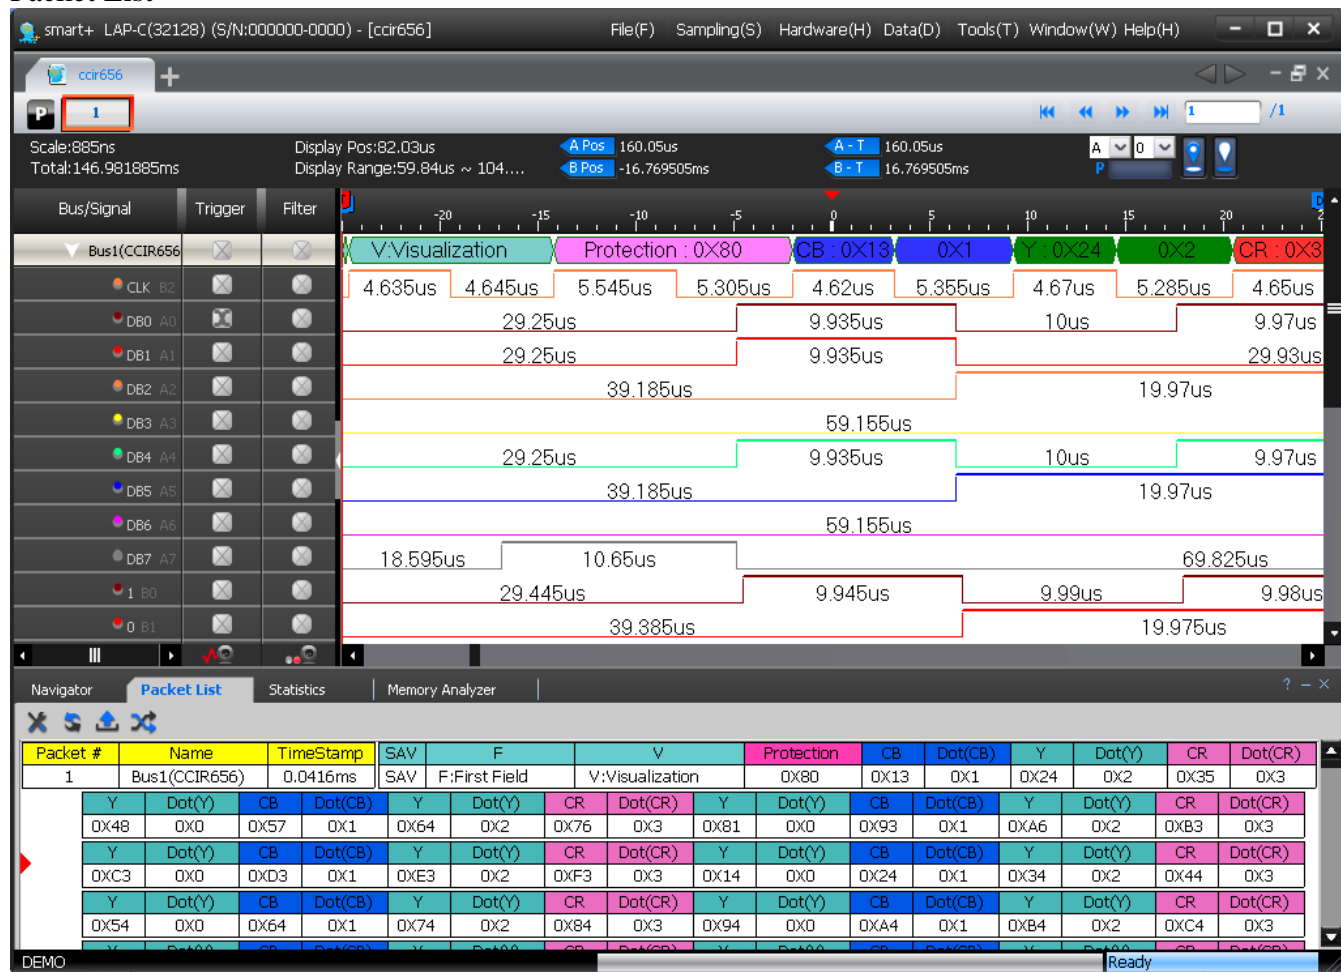 Packet List
smart+ LAP-C(32128) (S/N:000000-0000) - [ccir656] File(F) Sampling(S) Hardware(H) Data(D) Tools(T) Window(W) Help(H)
ccir656
P 1 1 /1
Scale:885ns Display Pos:82.03us A Pos 160.05us A - T 160.05us A 0
Total:146.981885ms Display Range:59.84us ~ 104.... B Pos -16.769505ms B - T 16.769505ms P
Bus/Signal Trigger Filter -20 -15 -10 -5 0 5 10 15 20
Bus1(CCIR656 V:Visualization Protection : 0X80 CB : 0X13 0X1 Y : 0X24 0X2 CR : 0X3
CLK B2 4.635us 4.645us 5.545us 5.305us 4.62us 5.355us 4.67us 5.285us 4.65us
DB0 A0 29.25us 9.935us 10us 9.97us
DB1 A1 29.25us 9.935us 29.93us
DB2 A2 39.185us 19.97us
DB3 A3 59.155us
DB4 A4 29.25us 9.935us 10us 9.97us
DB5 A5 39.185us 19.97us
DB6 A6 59.155us
DB7 A7 18.595us 10.65us 69.825us
1 B0 29.445us 9.945us 9.99us 9.98us
0 B1 39.385us 19.975us
Navigator Packet List Statistics Memory Analyzer
Packet # Name TimeStamp SAV F V Protection CB Dot(CB) Y Dot(Y) CR Dot(CR)
1 Bus1(CCIR656) 0.0416ms SAV F:First Field V:Visualization 0X80 0X13 0X1 0X24 0X2 0X35 0X3
Y Dot(Y) CB Dot(CB) Y Dot(Y) CR Dot(CR) Y Dot(Y) CB Dot(CB) Y Dot(Y) CR Dot(CR)
0X48 0X0 0X57 0X1 0X64 0X2 0X76 0X3 0X81 0X0 0X93 0X1 0XA6 0X2 0XB3 0X3
Y Dot(Y) CB Dot(CB) Y Dot(Y) CR Dot(CR) Y Dot(Y) CB Dot(CB) Y Dot(Y) CR Dot(CR)
0XC3 0X0 0XD3 0X1 0XE3 0X2 0XF3 0X3 0X14 0X0 0X24 0X1 0X34 0X2 0X44 0X3
Y Dot(Y) CB Dot(CB) Y Dot(Y) CR Dot(CR) Y Dot(Y) CB Dot(CB) Y Dot(Y) CR Dot(CR)
0X54 0X0 0X64 0X1 0X74 0X2 0X84 0X3 0X94 0X0 0XA4 0X1 0XB4 0X2 0XC4 0X3
DEMO Ready